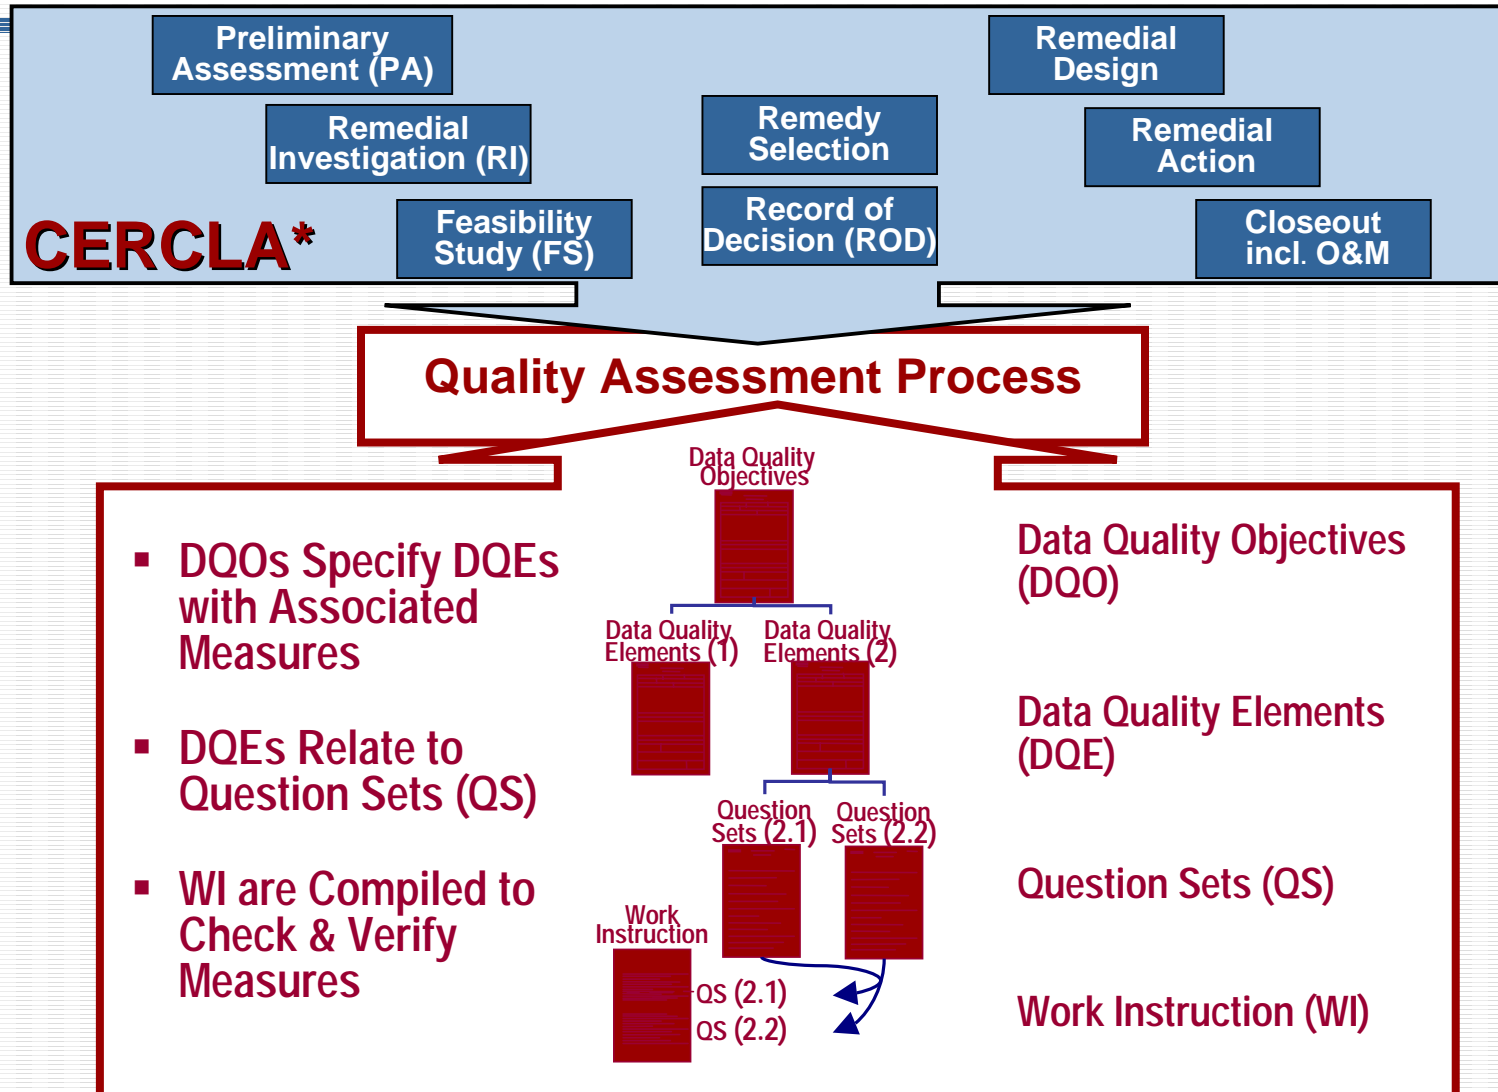 Preliminary
Assessment (PA)
Remedial
Investigation (RI)
Feasibility
Study (FS)
Remedy
Selection
Record of
Decision (ROD)
Remedial
Design
Remedial
Action
Closeout
incl. O&M
CERCLA*
Quality Assessment Process
▪ DQOs Specify DQEs
with Associated
Measures
▪ DQEs Relate to
Question Sets (QS)
▪ WI are Compiled to
Check & Verify
Measures
Data Quality
Objectives
Data Quality
Elements (1)
Data Quality
Elements (2)
Question
Sets (2.1)
Question
Sets (2.2)
Work
Instruction
QS (2.1)
QS (2.2)
Data Quality Objectives
(DQO)
Data Quality Elements
(DQE)
Question Sets (QS)
Work Instruction (WI)